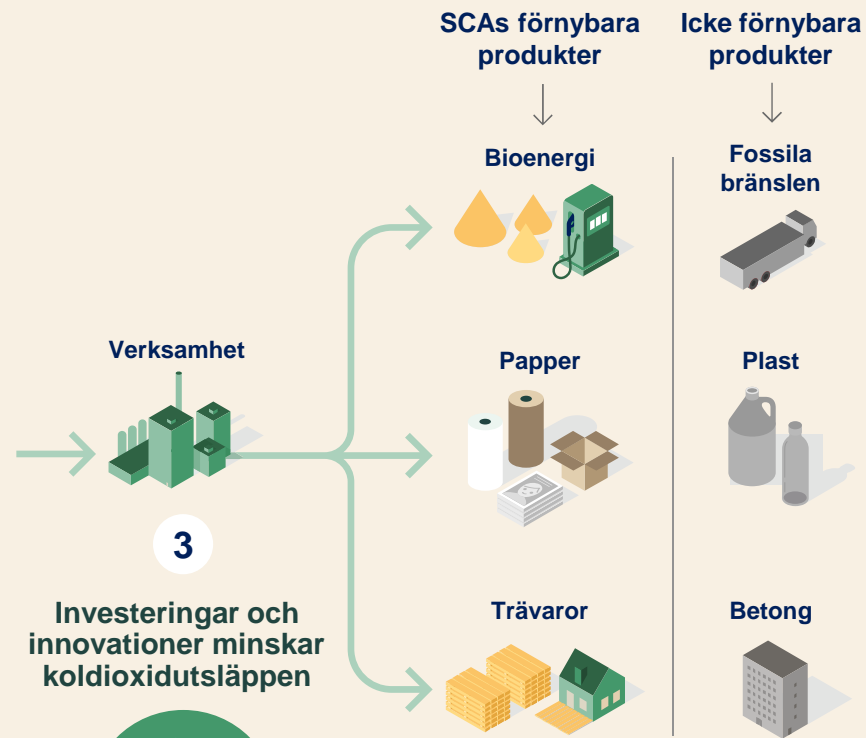 SCAs förnybara
produkter
Icke förnybara
produkter
Bioenergi
Fossila
bränslen
Verksamhet
Papper
Plast
3
Investeringar och
innovationer minskar
koldioxidutsläppen
Trävaror
Betong